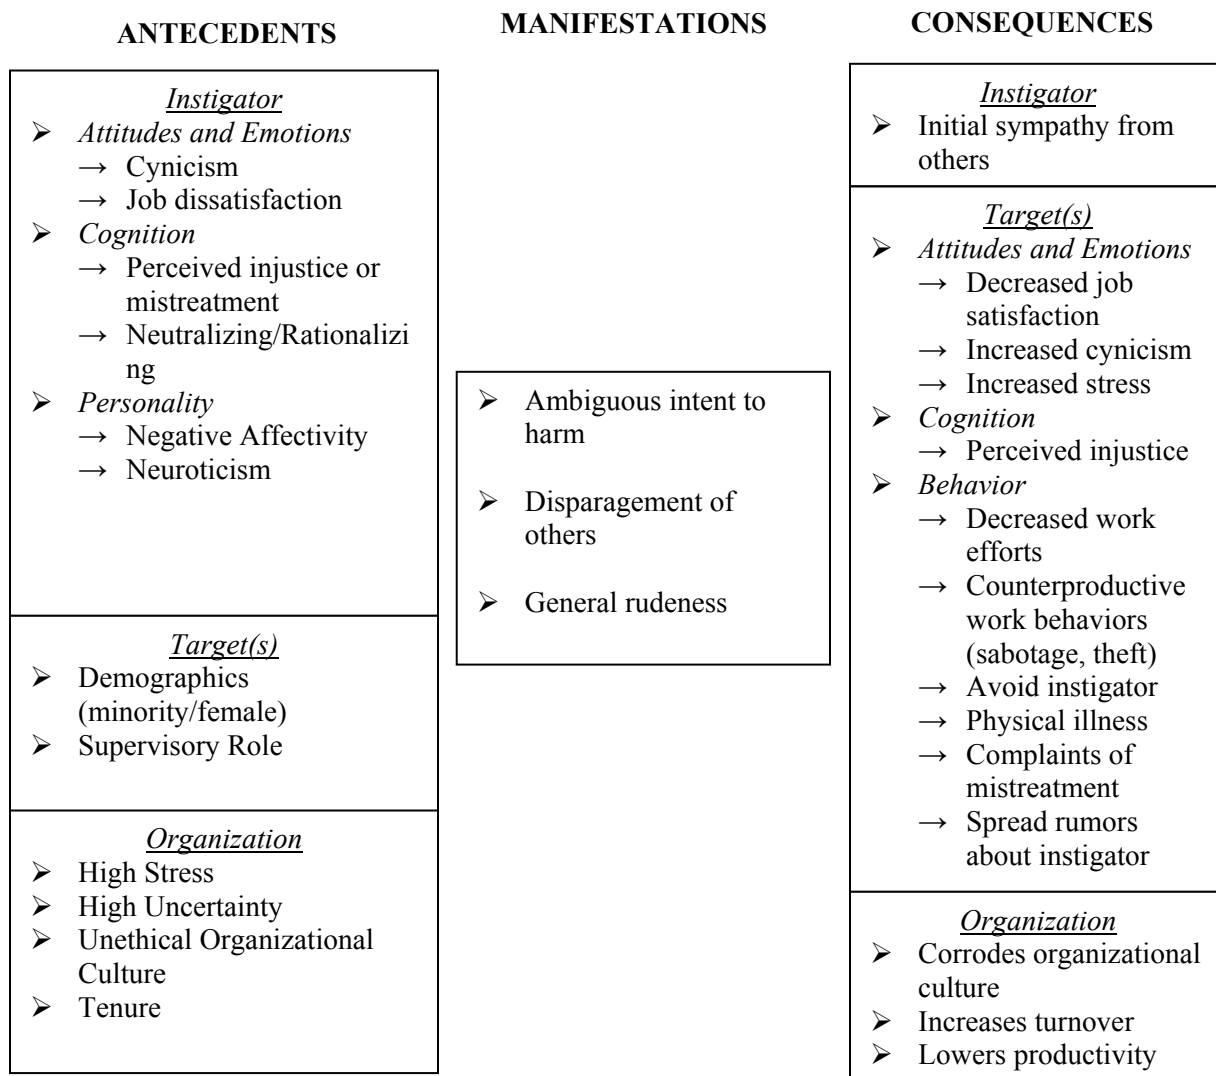 ANTECEDENTS
Instigator
➢ Attitudes and Emotions
→ Cynicism
→ Job dissatisfaction
➢ Cognition
→ Perceived injustice or
mistreatment
→ Neutralizing/Rationalizi
ng
➢ Personality
→ Negative Affectivity
→ Neuroticism
Target(s)
➢ Demographics
(minority/female)
➢ Supervisory Role
Organization
➢ High Stress
➢ High Uncertainty
➢ Unethical Organizational
Culture
➢ Tenure
MANIFESTATIONS
➢ Ambiguous intent to
harm
➢ Disparagement of
others
➢ General rudeness
CONSEQUENCES
Instigator
➢ Initial sympathy from
others
Target(s)
➢ Attitudes and Emotions
→ Decreased job
satisfaction
→ Increased cynicism
→ Increased stress
➢ Cognition
→ Perceived injustice
➢ Behavior
→ Decreased work
efforts
→ Counterproductive
work behaviors
(sabotage, theft)
→ Avoid instigator
→ Physical illness
→ Complaints of
mistreatment
→ Spread rumors
about instigator
Organization
➢ Corrodes organizational
culture
➢ Increases turnover
➢ Lowers productivity